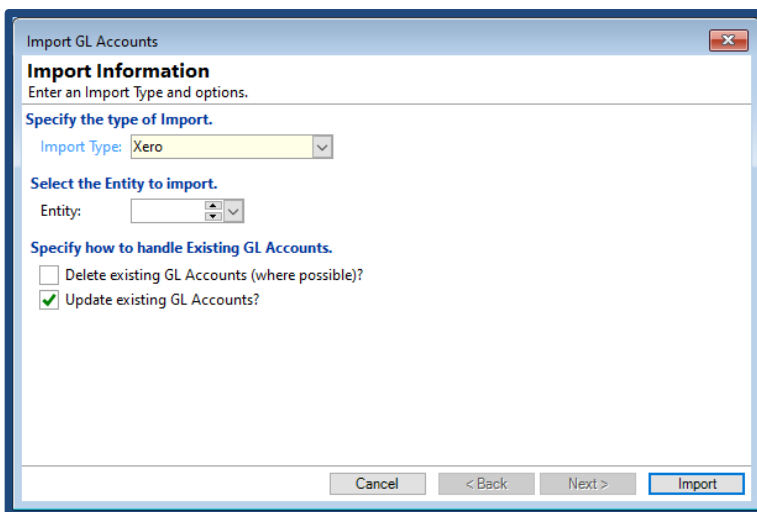 Import GL Accounts
Import Information
Enter an Import Type and options.
Specify the type of Import.
Import Type: Xero
Select the Entity to import.
Entity:
Specify how to handle Existing GL Accounts.
Delete existing GL Accounts (where possible)?
Update existing GL Accounts?
Cancel < Back Next > Import